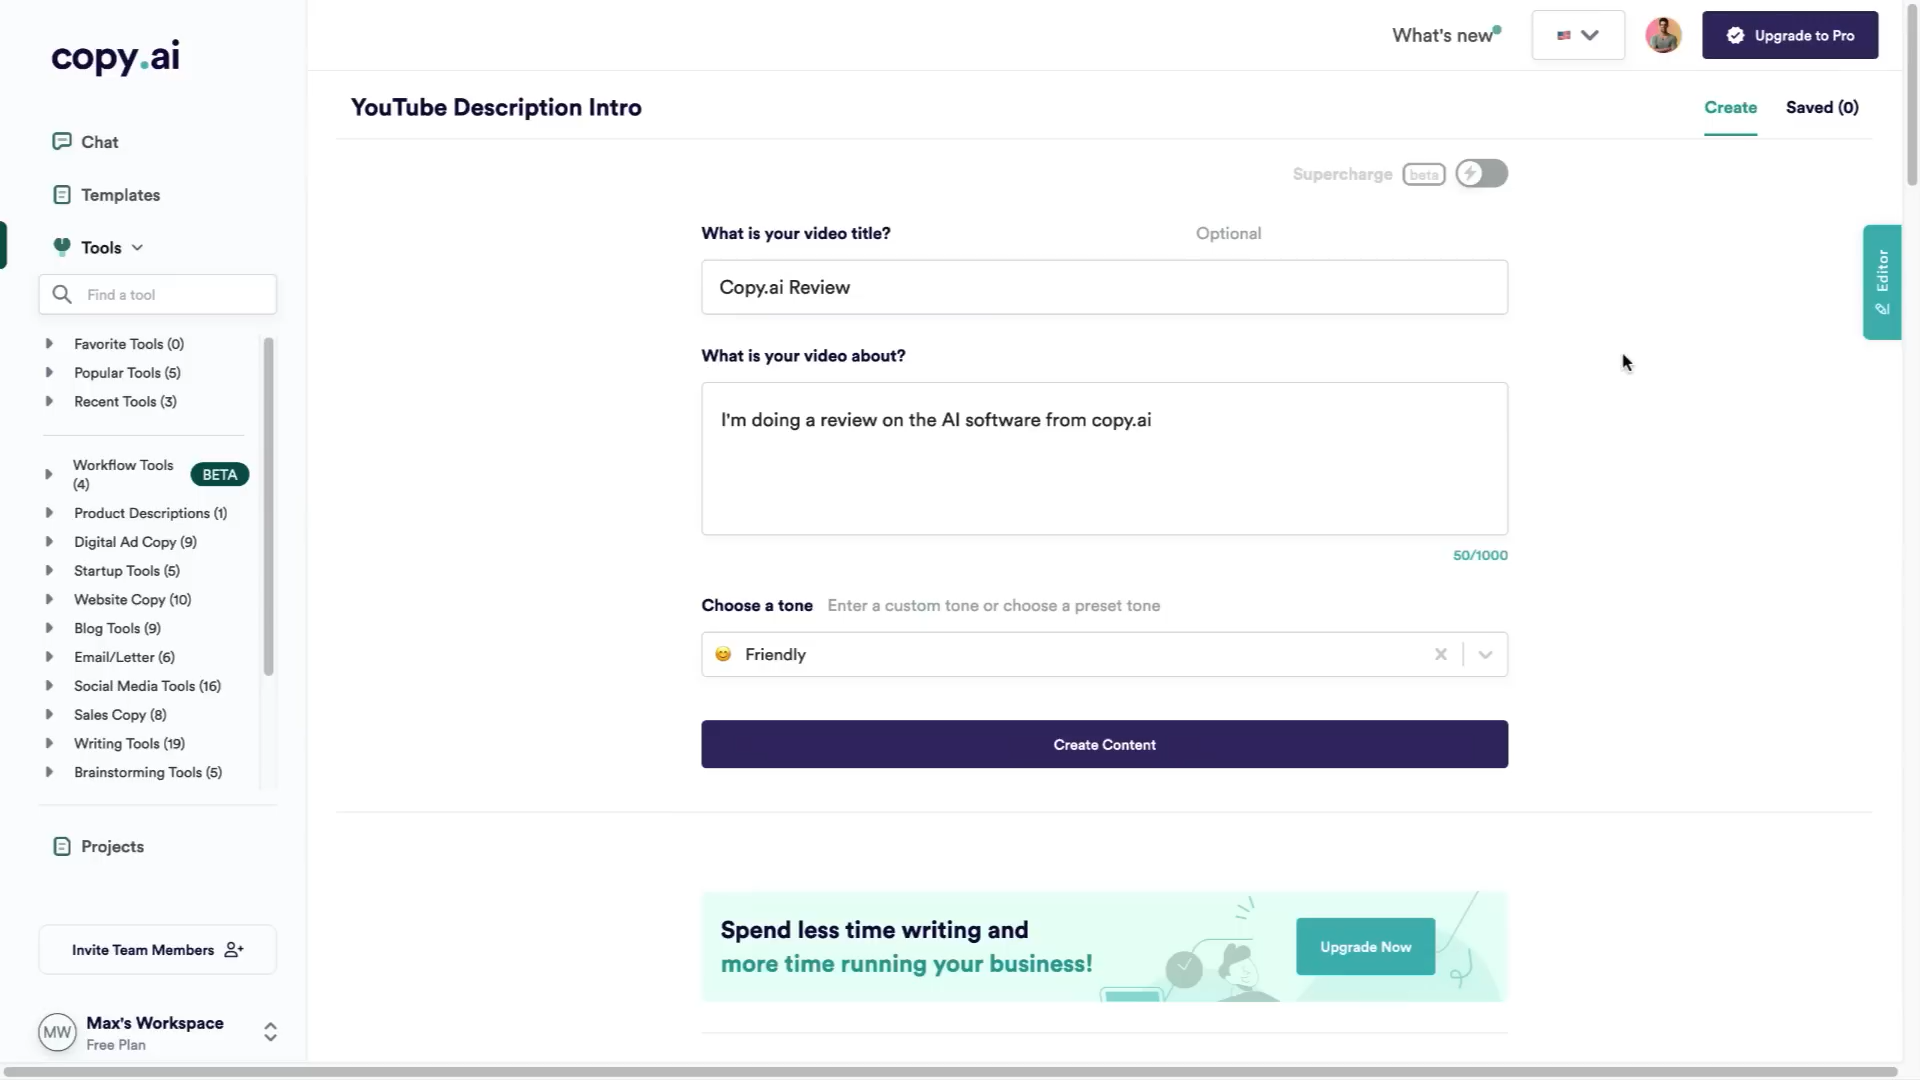 copy.ai
What's new
Upgrade to Pro
YouTube Description Intro
Create
Saved (0)
Chat
Templates
Tools
Find a tool
Favorite Tools (0)
Popular Tools (5)
Recent Tools (3)
Workflow Tools
(4)
BETA
Product Descriptions (1)
Digital Ad Copy (9)
Startup Tools (5)
Website Copy (10)
Blog Tools (9)
Email/Letter (6)
Social Media Tools (16)
Sales Copy (8)
Writing Tools (19)
Brainstorming Tools (5)
Projects
Invite Team Members
MW
Max's Workspace
Free Plan
Supercharge beta
What is your video title? Optional
Copy.ai Review
What is your video about?
I'm doing a review on the AI software from copy.ai
50/1000
Choose a tone Enter a custom tone or choose a preset tone
Friendly
Create Content
Spend less time writing and
more time running your business!
Upgrade Now
Editor